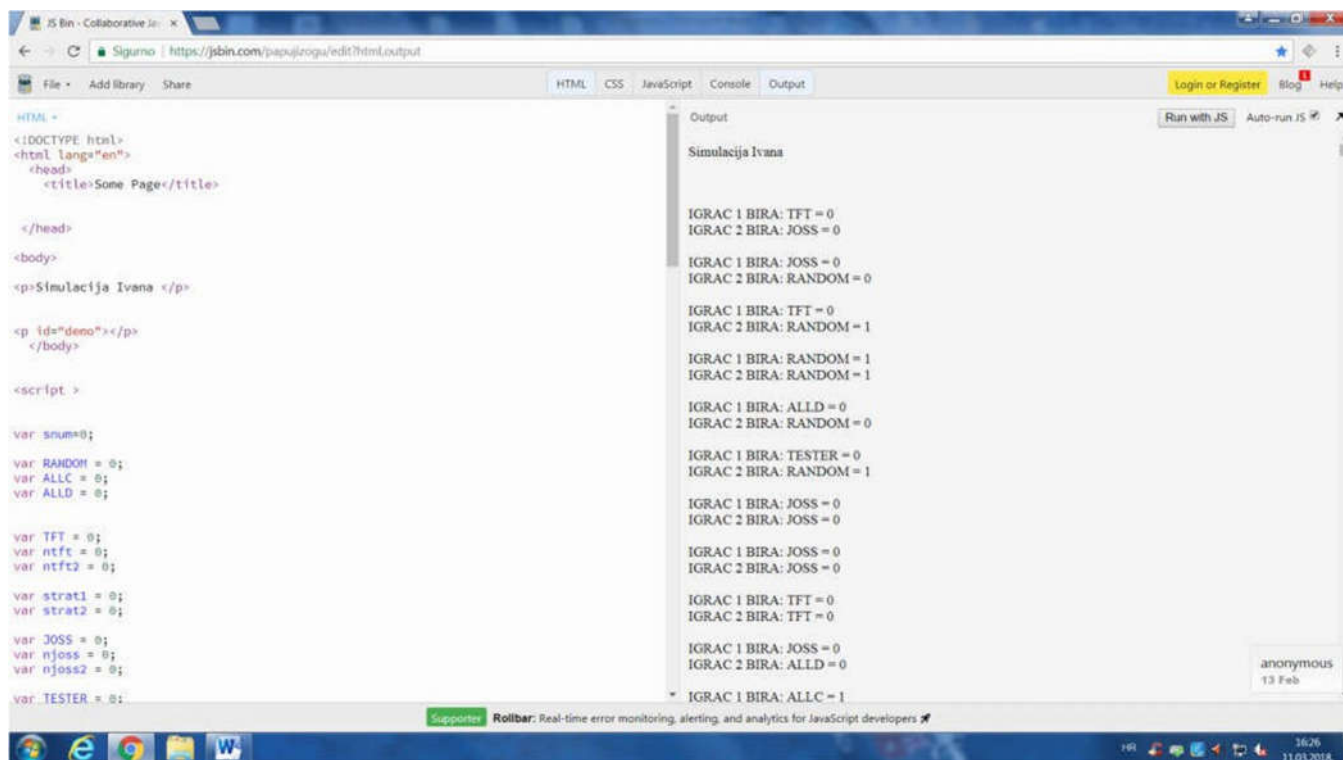 JS Bin - Collaborative Ja
Sigurno | https://jsbin.com/papujizogu/edit?html,output
File Add library Share
HTML CSS JavaScript Console Output
Login or Register Blog 1 Help
HTML
<!DOCTYPE html>
<html lang="en">
<head>
<title>Some Page</title>
</head>
<body>
<p>Simulacija Ivana </p>
<p id="demo"></p>
</body>
<script >
var snum=0;
var RANDOM = 0;
var ALLC = 0;
var ALLD = 0;
var TFT = 0;
var ntft = 0;
var ntft2 = 0;
var strat1 = 0;
var strat2 = 0;
var JOSS = 0;
var njoss = 0;
var njoss2 = 0;
var TESTER = 0;
Output
Run with JS Auto-run JS
Simulacija Ivana
IGRAC 1 BIRA: TFT = 0
IGRAC 2 BIRA: JOSS = 0
IGRAC 1 BIRA: JOSS = 0
IGRAC 2 BIRA: RANDOM = 0
IGRAC 1 BIRA: TFT = 0
IGRAC 2 BIRA: RANDOM = 1
IGRAC 1 BIRA: RANDOM = 1
IGRAC 2 BIRA: RANDOM = 1
IGRAC 1 BIRA: ALLD = 0
IGRAC 2 BIRA: RANDOM = 0
IGRAC 1 BIRA: TESTER = 0
IGRAC 2 BIRA: RANDOM = 1
IGRAC 1 BIRA: JOSS = 0
IGRAC 2 BIRA: JOSS = 0
IGRAC 1 BIRA: JOSS = 0
IGRAC 2 BIRA: JOSS = 0
IGRAC 1 BIRA: TFT = 0
IGRAC 2 BIRA: TFT = 0
IGRAC 1 BIRA: JOSS = 0
IGRAC 2 BIRA: ALLD = 0
IGRAC 1 BIRA: ALLC = 1
anonymous
13 Feb
Supporter Rollbar: Real-time error monitoring, alerting, and analytics for JavaScript developers
HR
16:26
11.03.2018